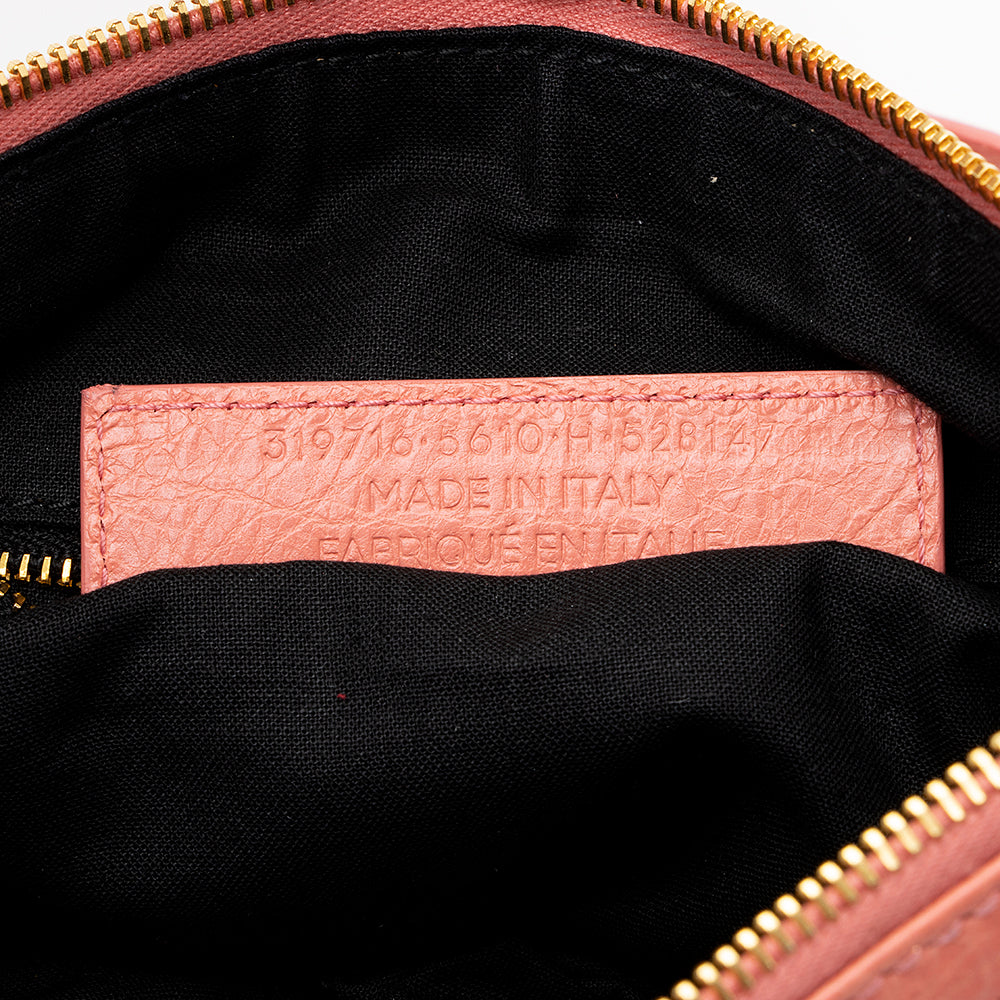 319716·5610·H·528147
MADE IN ITALY
FABRIQUÉ EN ITALIE